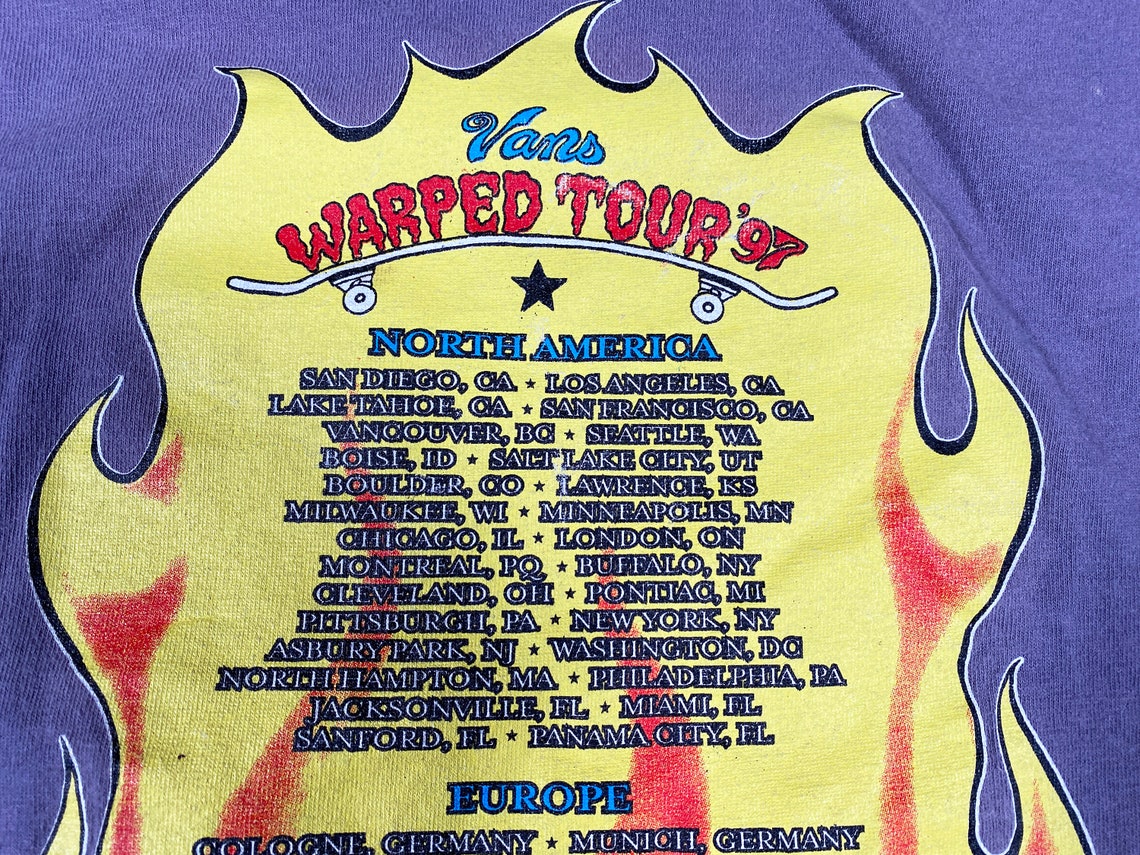 Vans
WARPED TOUR '97
NORTH AMERICA
SAN DIEGO, CA ★ LOS ANGELES, CA
LAKE TAHOE, CA ★ SAN FRANCISCO, CA
VANCOUVER, BC ★ SEATTLE, WA
BOISE, ID ★ SALT LAKE CITY, UT
BOULDER, CO ★ LAWRENCE, KS
MILWAUKEE, WI ★ MINNEAPOLIS, MN
CHICAGO, IL ★ LONDON, ON
MONTREAL, PQ ★ BUFFALO, NY
CLEVELAND, OH ★ PONTIAC, MI
PITTSBURGH, PA ★ NEW YORK, NY
ASBURY PARK, NJ ★ WASHINGTON, DC
NORTH HAMPTON, MA ★ PHILADELPHIA, PA
JACKSONVILLE, FL ★ MIAMI, FL
SANFORD, FL ★ PANAMA CITY, FL
EUROPE
COLOGNE, GERMANY ★ MUNICH, GERMANY